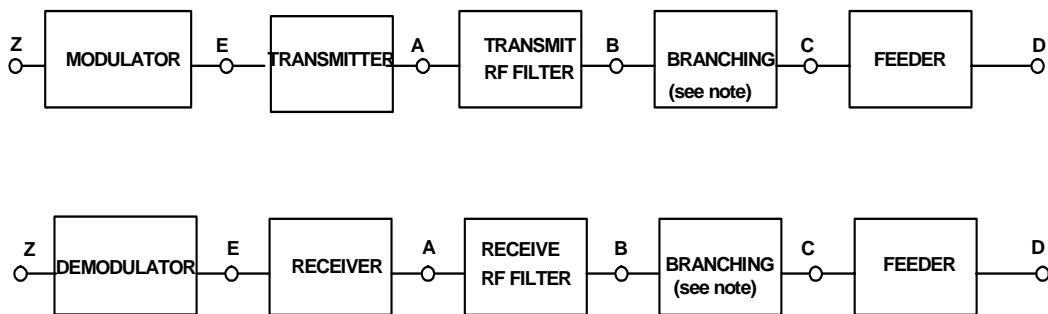 Z E A B C D
MODULATOR TRANSMITTER TRANSMIT
RF FILTER BRANCHING
(see note) FEEDER
Z E A B C D
DEMODULATOR RECEIVER RECEIVE
RF FILTER BRANCHING
(see note) FEEDER